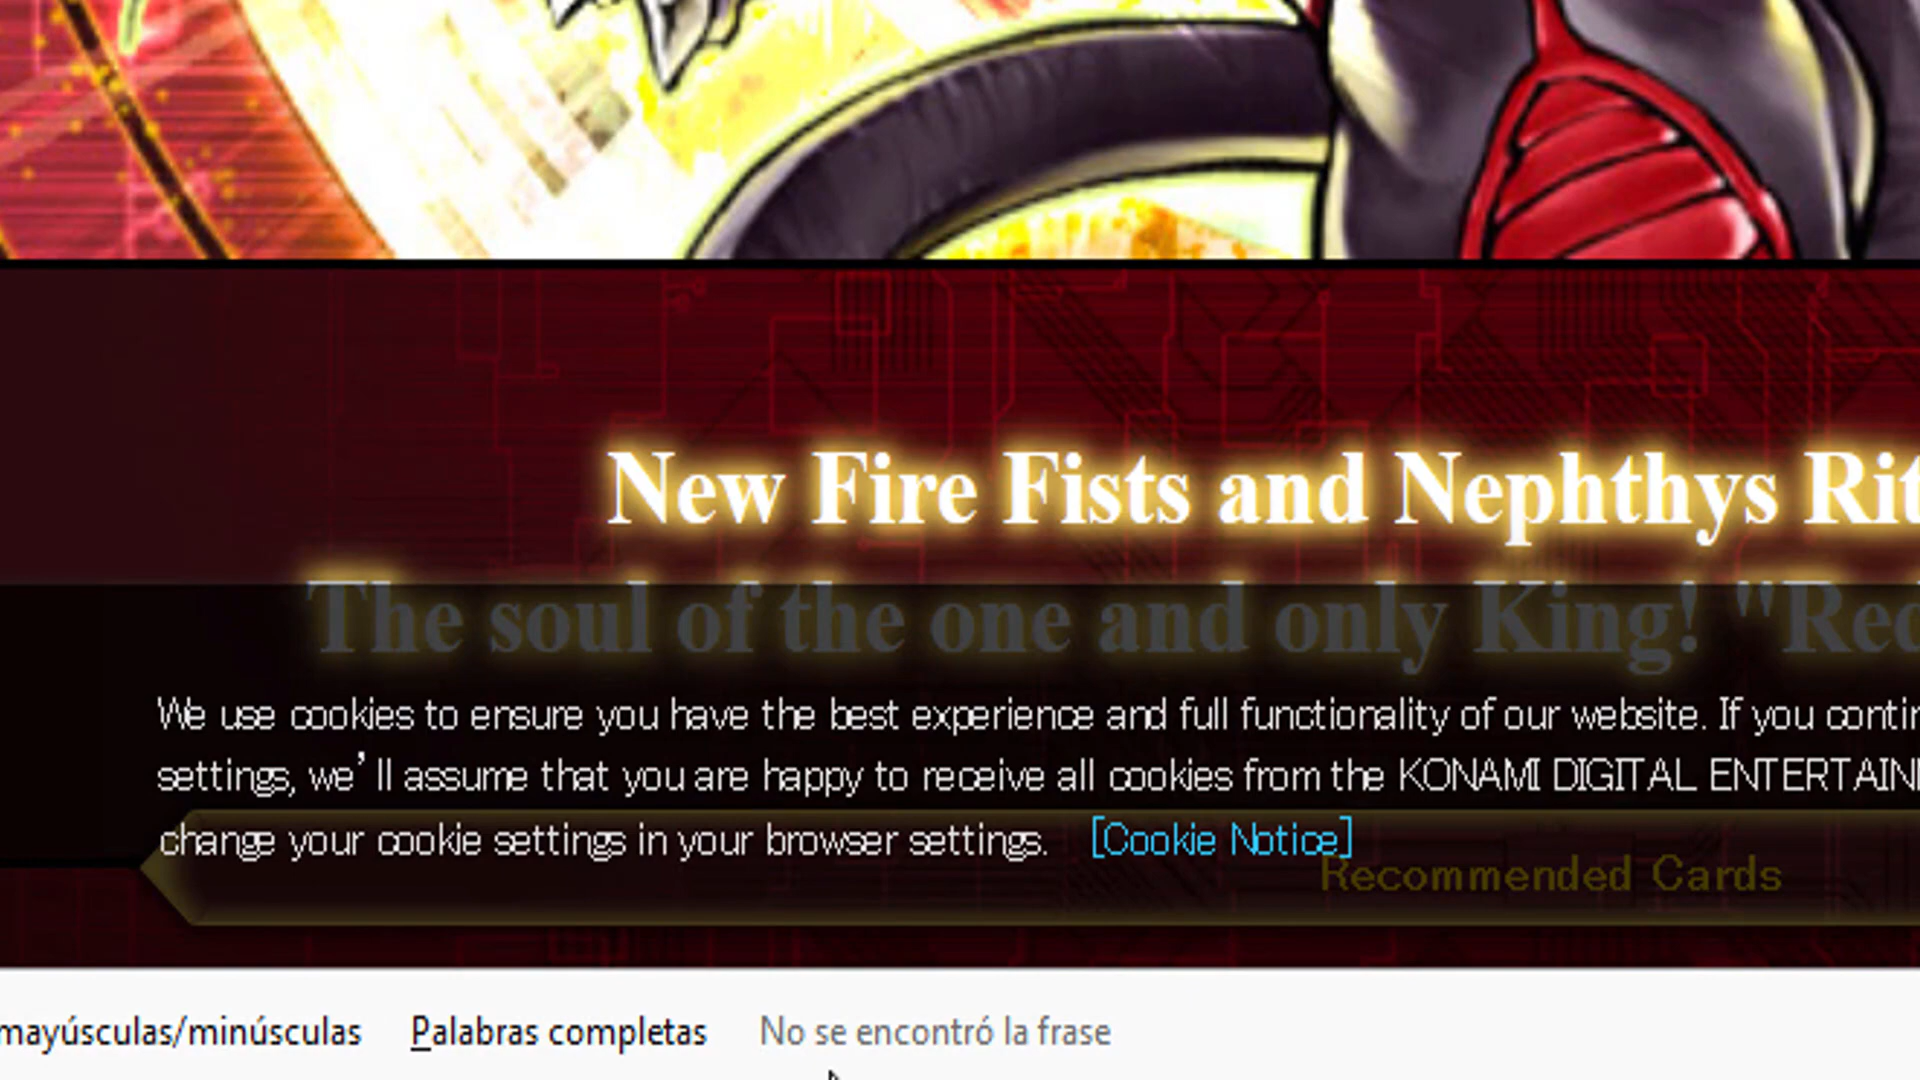 New Fire Fists and Nephthys Rit
The soul of the one and only King! "Red
We use cookies to ensure you have the best experience and full functionality of our website. If you contin
settings, we'll assume that you are happy to receive all cookies from the KONAMI DIGITAL ENTERTAIN
change your cookie settings in your browser settings. [Cookie Notice]
Recommended Cards
mayúsculas/minúsculas Palabras completas No se encontró la frase